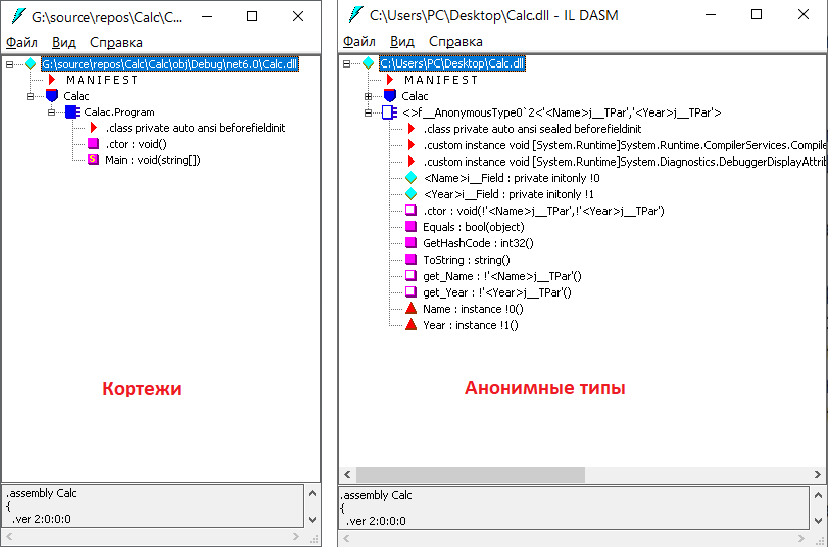 G:\source\repos\Calc\C...
Файл Вид Справка
G:\source\repos\Calc\Calc\obj\Debug\net6.0\Calc.dll
M A N I F E S T
Calac
Calac.Program
.class private auto ansi beforefieldinit
.ctor : void()
S Main : void(string[])
Кортежи
.assembly Calc
{
.ver 2:0:0:0
C:\Users\PC\Desktop\Calc.dll - IL DASM
Файл Вид Справка
C:\Users\PC\Desktop\Calc.dll
M A N I F E S T
Calac
<>f__AnonymousType0`2<'<Name>j__TPar','<Year>j__TPar'>
.class private auto ansi sealed beforefieldinit
.custom instance void [System.Runtime]System.Runtime.CompilerServices.Compile
.custom instance void [System.Runtime]System.Diagnostics.DebuggerDisplayAttrib
<Name>i__Field : private initonly !0
<Year>i__Field : private initonly !1
.ctor : void(!'<Name>j__TPar',!'<Year>j__TPar')
Equals : bool(object)
GetHashCode : int32()
ToString : string()
get_Name : !'<Name>j__TPar'()
get_Year : !'<Year>j__TPar'()
Name : instance !0()
Year : instance !1()
Анонимные типы
.assembly Calc
{
.ver 2:0:0:0